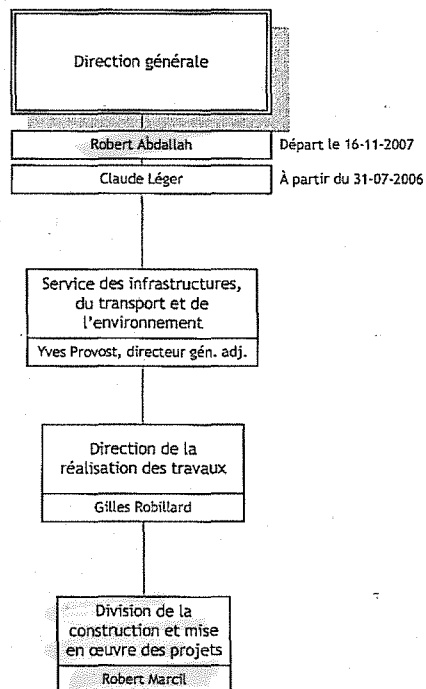 Direction générale
Robert Abdallah
Départ le 16-11-2007
Claude Léger
À partir du 31-07-2006
Service des infrastructures,
du transport et de
l'environnement
Yves Provost, directeur gén. adj.
Direction de la
réalisation des travaux
Gilles Robillard
Division de la
construction et mise
en œuvre des projets
Robert Marcil